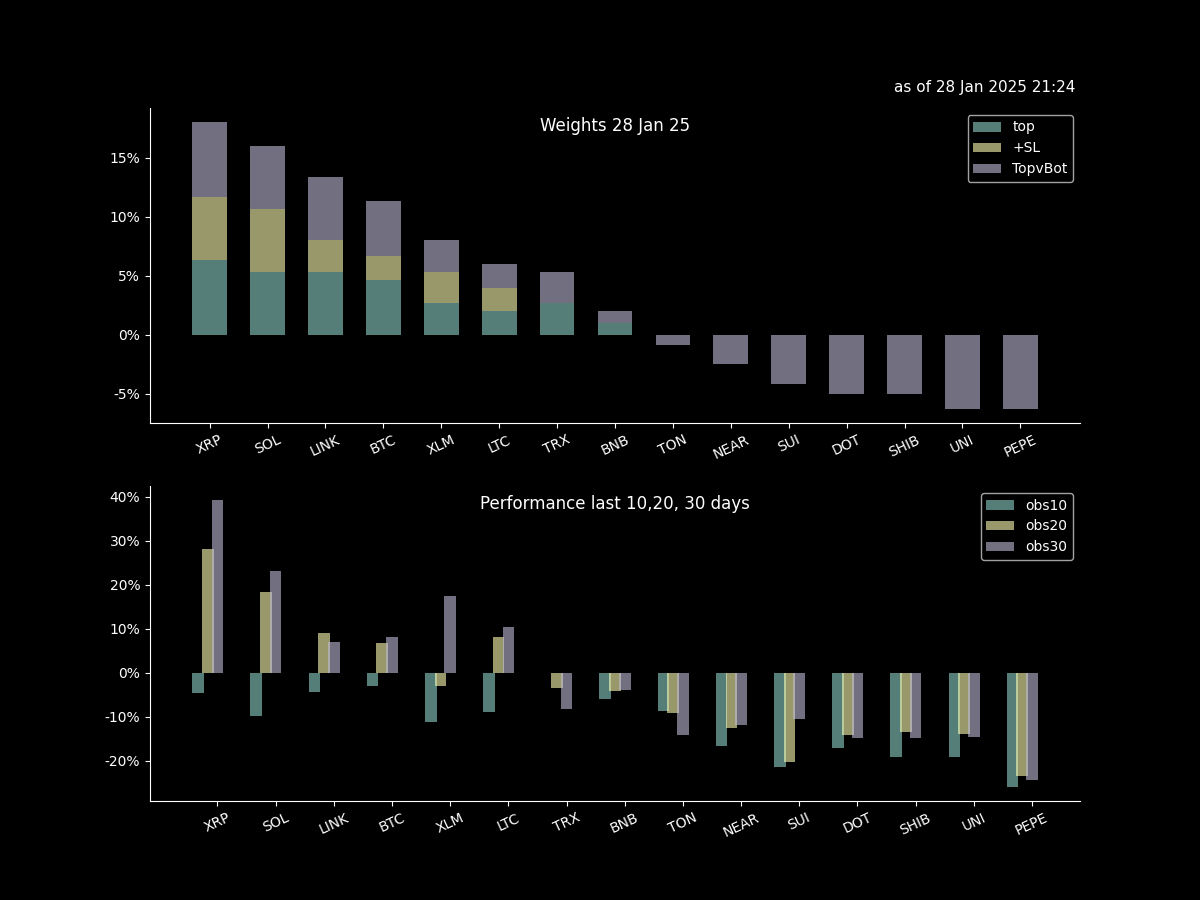 as of 28 Jan 2025 21:24
Weights 28 Jan 25
top
+SL
TopvBot
15%
10%
5%
0%
-5%
XRP SOL LINK BTC XLM LTC TRX BNB TON NEAR SUI DOT SHIB UNI PEPE
Performance last 10,20, 30 days
obs10
obs20
obs30
40%
30%
20%
10%
0%
-10%
-20%
XRP SOL LINK BTC XLM LTC TRX BNB TON NEAR SUI DOT SHIB UNI PEPE